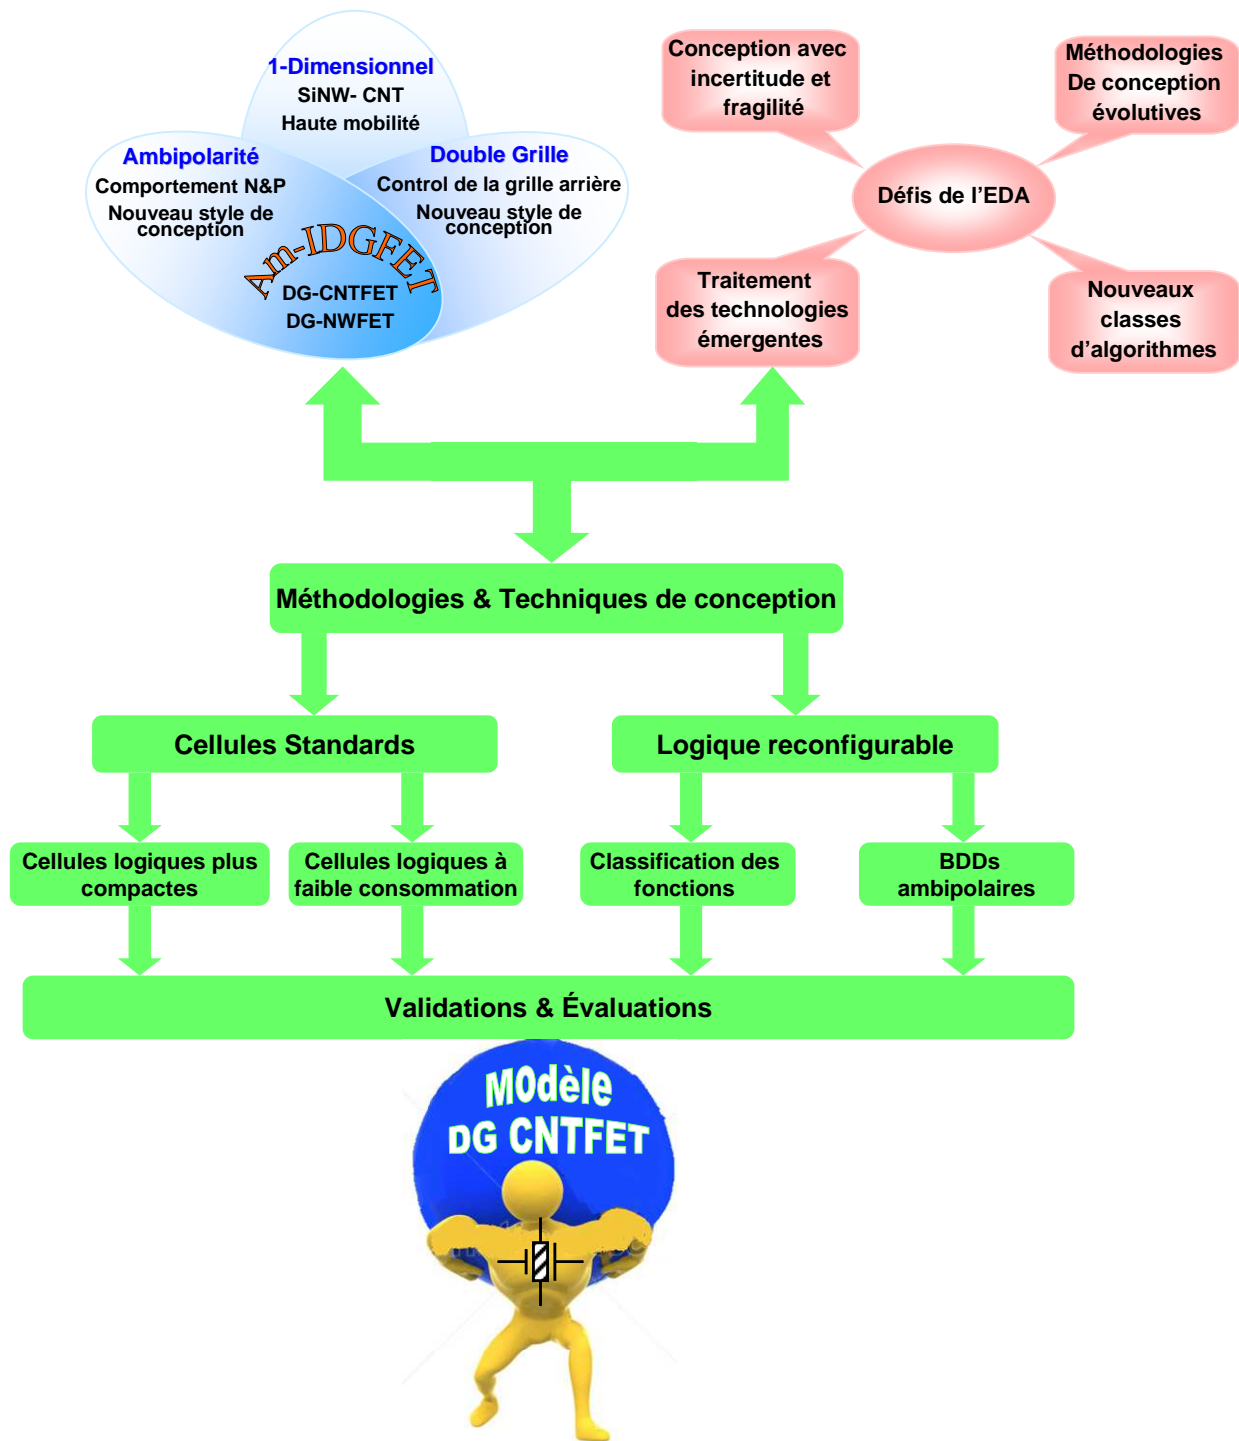 1-Dimensionnel
SiNW- CNT
Haute mobilité
Ambipolarité
Comportement N&P
Nouveau style de
conception
Double Grille
Control de la grille arrière
Nouveau style de
conception
Am-IDGFET
DG-CNTFET
DG-NWFET
Conception avec
incertitude et
fragilité
Méthodologies
De conception
évolutives
Défis de l’EDA
Traitement
des technologies
émergentes
Nouveaux
classes
d’algorithmes
Méthodologies & Techniques de conception
Cellules Standards
Logique reconfigurable
Cellules logiques plus
compactes
Cellules logiques à
faible consommation
Classification des
fonctions
BDDs
ambipolaires
Validations & Évaluations
Modèle
DG CNTFET